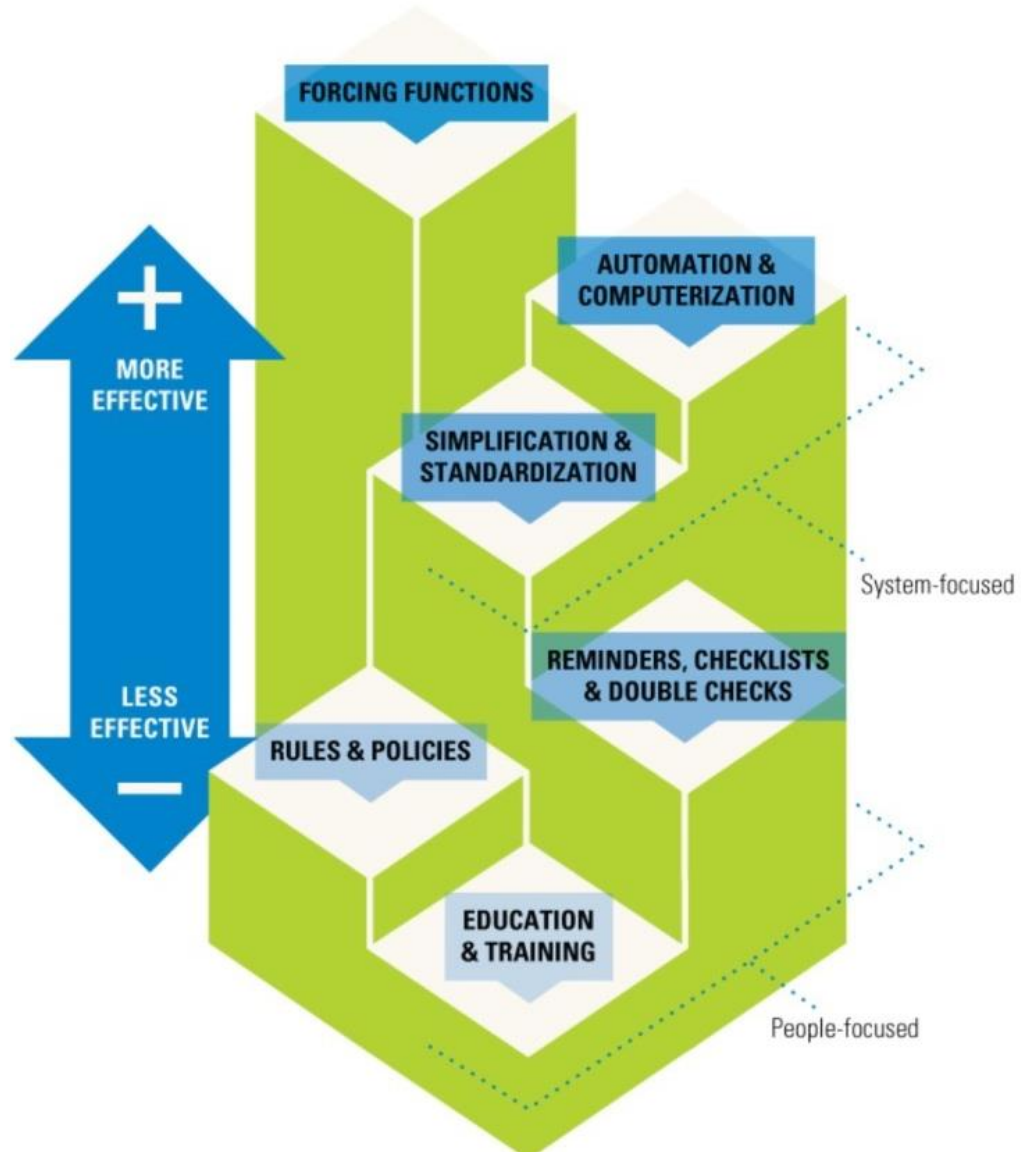 FORCING FUNCTIONS
AUTOMATION &
COMPUTERIZATION
+
MORE
EFFECTIVE
SIMPLIFICATION &
STANDARDIZATION
System-focused
REMINDERS, CHECKLISTS
& DOUBLE CHECKS
LESS
EFFECTIVE
–
RULES & POLICIES
EDUCATION
& TRAINING
People-focused